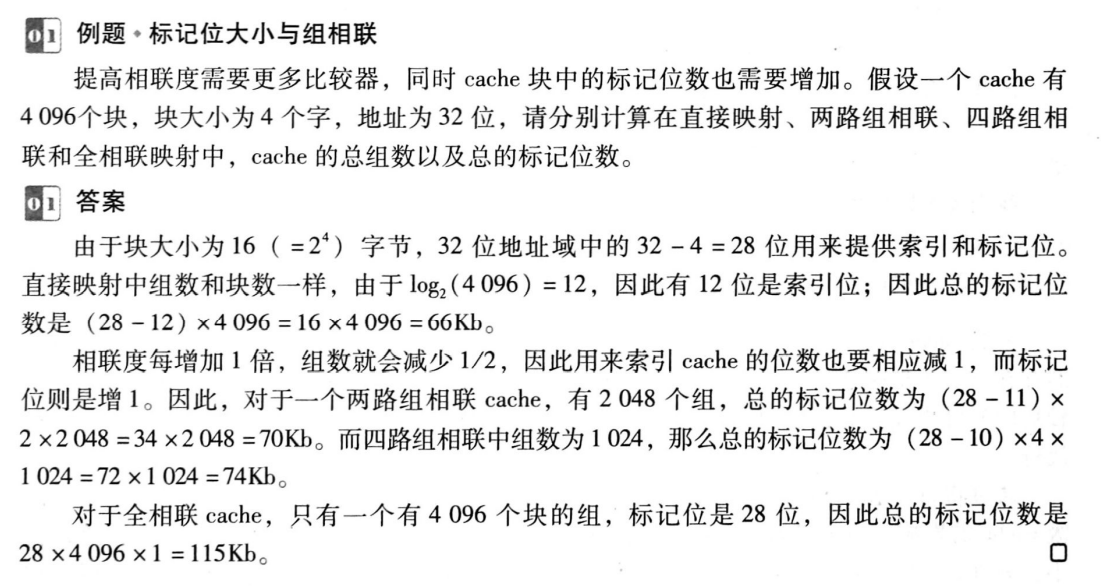 01 例题·标记位大小与组相联
提高相联度需要更多比较器，同时 cache 块中的标记位数也需要增加。假设一个 cache 有
4 096个块，块大小为 4 个字，地址为 32 位，请分别计算在直接映射、两路组相联、四路组相
联和全相联映射中，cache 的总组数以及总的标记位数。
01 答案
由于块大小为 16（=2⁴）字节，32 位地址域中的 32 - 4 = 28 位用来提供索引和标记位。
直接映射中组数和块数一样，由于 log₂(4 096) = 12，因此有 12 位是索引位；因此总的标记位
数是（28 - 12）×4 096 = 16 ×4 096 = 66Kb。
相联度每增加 1 倍，组数就会减少 1/2，因此用来索引 cache 的位数也要相应减 1，而标记
位则是增 1。因此，对于一个两路组相联 cache，有 2 048 个组，总的标记位数为（28 - 11）×
2 ×2 048 = 34 ×2 048 = 70Kb。而四路组相联中组数为 1 024，那么总的标记位数为（28 - 10）×4 ×
1 024 = 72 ×1 024 = 74Kb。
对于全相联 cache，只有一个有 4 096 个块的组，标记位是 28 位，因此总的标记位数是
28 ×4 096 ×1 = 115Kb。